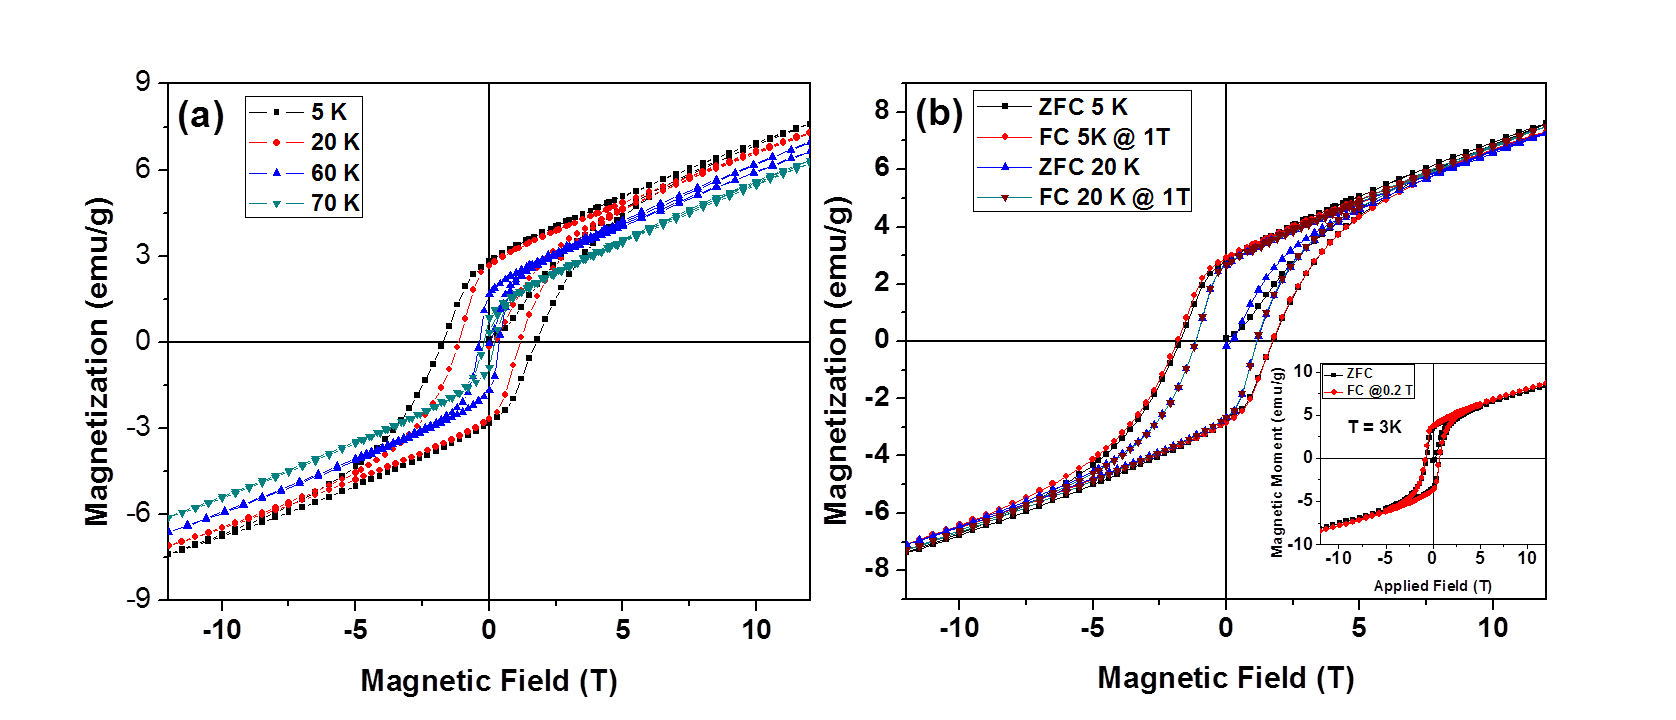 (a)
5 K
20 K
60 K
70 K
9
6
3
0
-3
-6
-9
-10
-5
0
5
10
Magnetization (emu/g)
Magnetic Field (T)
(b)
ZFC 5 K
FC 5K @ 1T
ZFC 20 K
FC 20 K @ 1T
8
6
4
2
0
-2
-4
-6
-8
-10
-5
0
5
10
Magnetization (emu/g)
Magnetic Field (T)
ZFC
FC @0.2 T
T = 3K
10
5
0
-5
-10
-10
-5
0
5
10
Magnetic Moment (emu/g)
Applied Field (T)